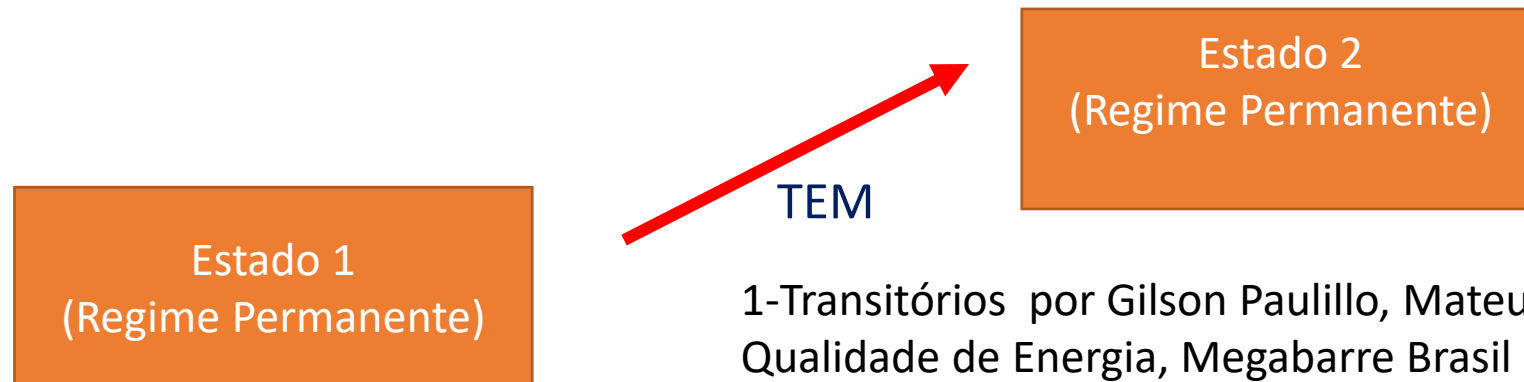 Estado 2
(Regime Permanente)
TEM
Estado 1
(Regime Permanente)
1-Transitórios por Gilson Paulillo, Mateu
Qualidade de Energia, Megabarre Brasil